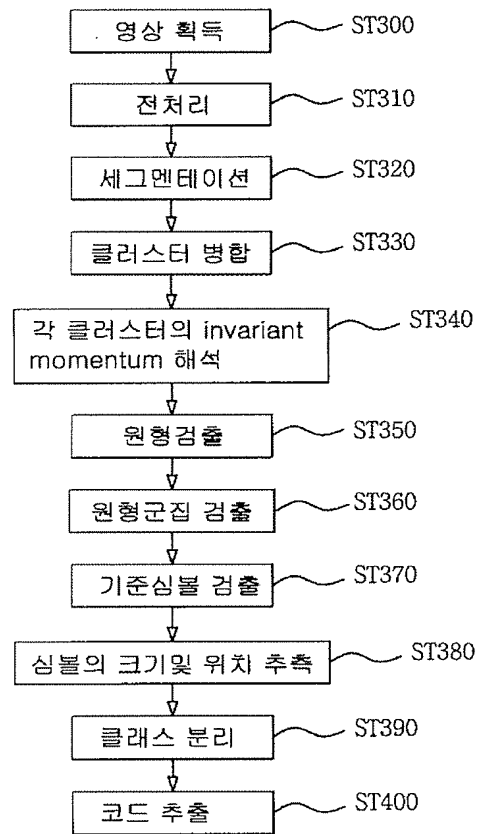 영상 획득
ST300
전처리
ST310
세그멘테이션
ST320
클러스터 병합
ST330
각 클러스터의 invariant
momentum 해석
ST340
원형검출
ST350
원형군집 검출
ST360
기준심볼 검출
ST370
심볼의 크기및 위치 추측
ST380
클래스 분리
ST390
코드 추출
ST400